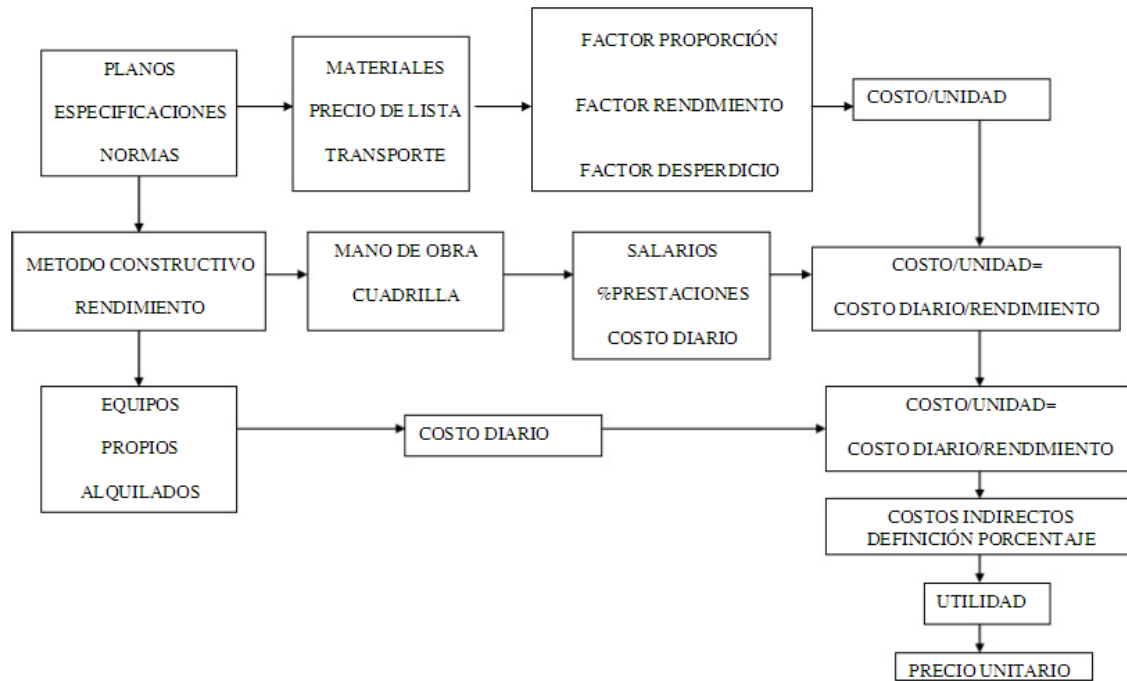 PLANOS
ESPECIFICACIONES
NORMAS
MATERIALES
PRECIO DE LISTA
TRANSPORTE
FACTOR PROPORCIÓN
FACTOR RENDIMIENTO
FACTOR DESPERDICIO
COSTO/UNIDAD
METODO CONSTRUCTIVO
RENDIMIENTO
MANO DE OBRA
CUADRILLA
SALARIOS
%PRESTACIONES
COSTO DIARIO
COSTO/UNIDAD=
COSTO DIARIO/RENDIMIENTO
EQUIPOS
PROPIOS
ALQUILADOS
COSTO DIARIO
COSTO/UNIDAD=
COSTO DIARIO/RENDIMIENTO
COSTOS INDIRECTOS
DEFINICIÓN PORCENTAJE
UTILIDAD
PRECIO UNITARIO